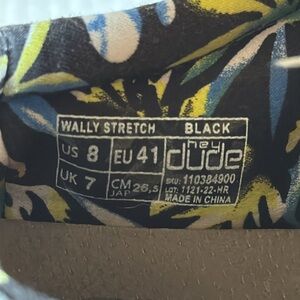 WALLY STRETCH BLACK
US 8 EU 41 hey dude
UK 7 CM JAP 26,5
SKU: 110384900
LOT: 1121-22-HR
MADE IN CHINA